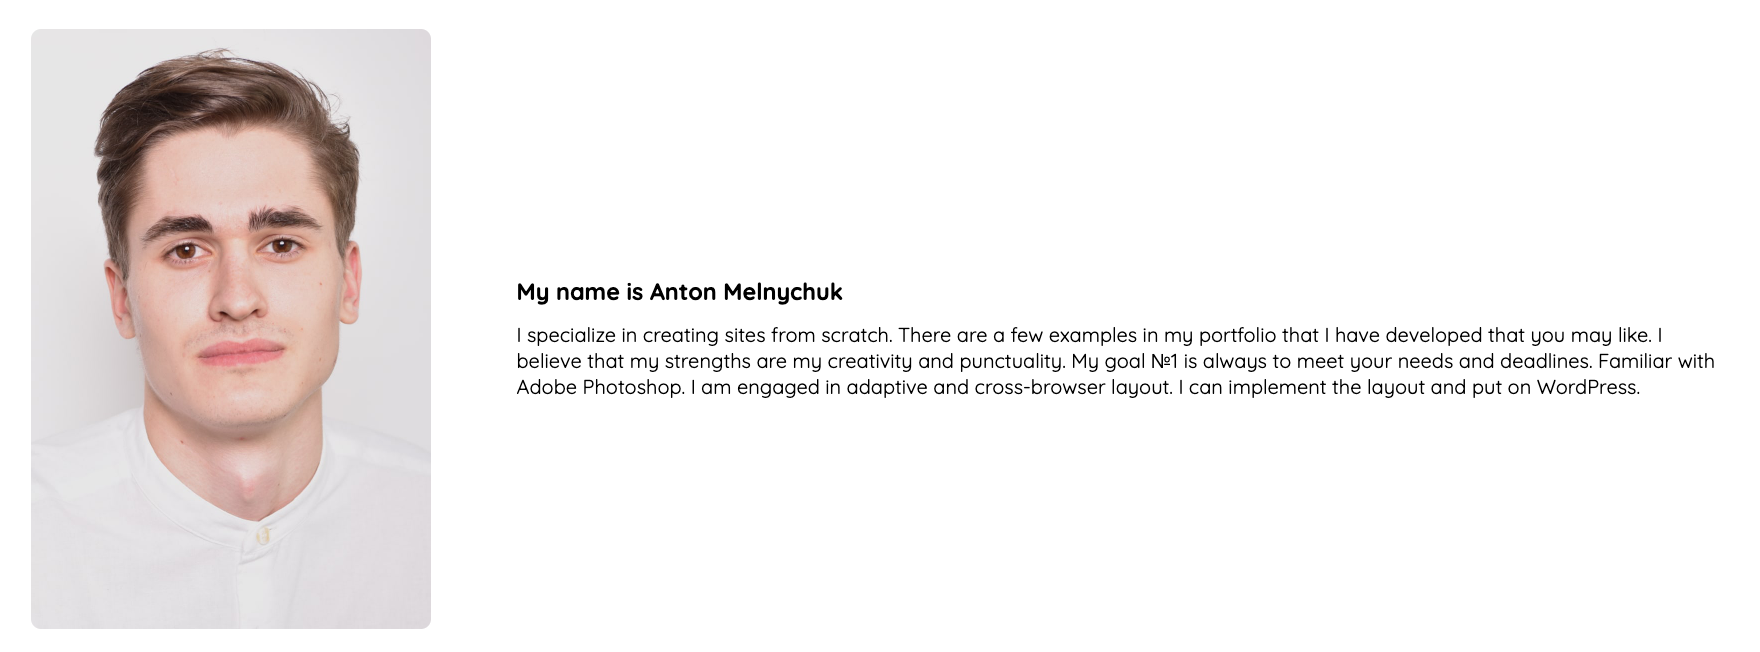 My name is Anton Melnychuk
I specialize in creating sites from scratch. There are a few examples in my portfolio that I have developed that you may like. I
believe that my strengths are my creativity and punctuality. My goal №1 is always to meet your needs and deadlines. Familiar with
Adobe Photoshop. I am engaged in adaptive and cross-browser layout. I can implement the layout and put on WordPress.